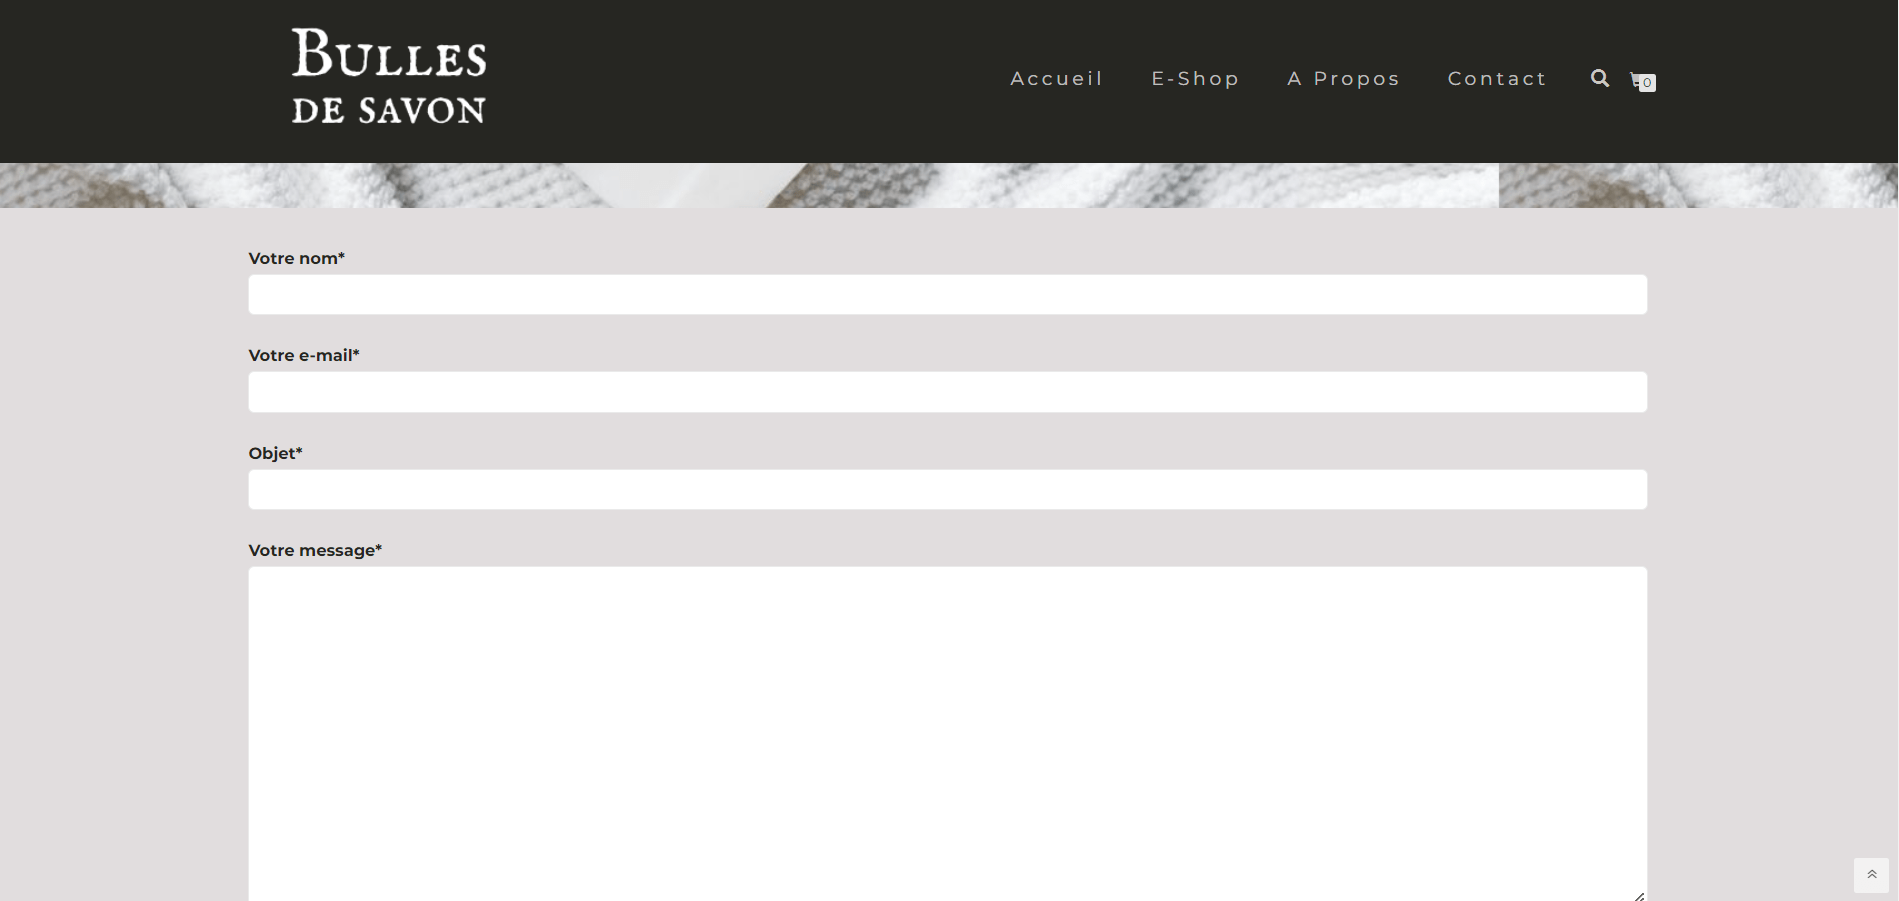 Bulles
de savon
Accueil E-Shop A Propos Contact 0
Votre nom*
Votre e-mail*
Objet*
Votre message*